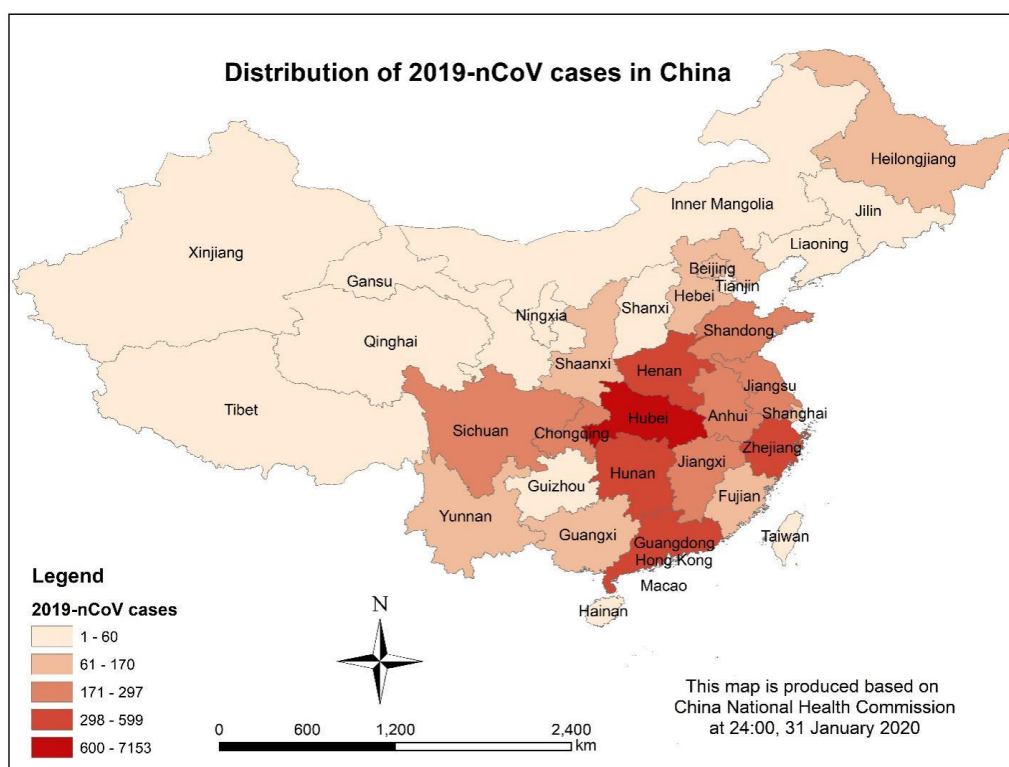 Distribution of 2019-nCoV cases in China
Heilongjiang
Inner Mangolia
Jilin
Xinjiang
Liaoning
Gansu
Beijing
Tianjin
Hebei
Ningxia
Shanxi
Qinghai
Shandong
Shaanxi
Henan
Tibet
Jiangsu
Sichuan
Chongqing
Hubei
Anhui
Shanghai
Zhejiang
Hunan
Jiangxi
Guizhou
Fujian
Yunnan
Guangxi
Guangdong
Taiwan
Hong Kong
Macao
Hainan
Legend
2019-nCoV cases
1 - 60
61 - 170
171 - 297
298 - 599
600 - 7153
N
0 600 1,200 2,400
km
This map is produced based on
China National Health Commission
at 24:00, 31 January 2020